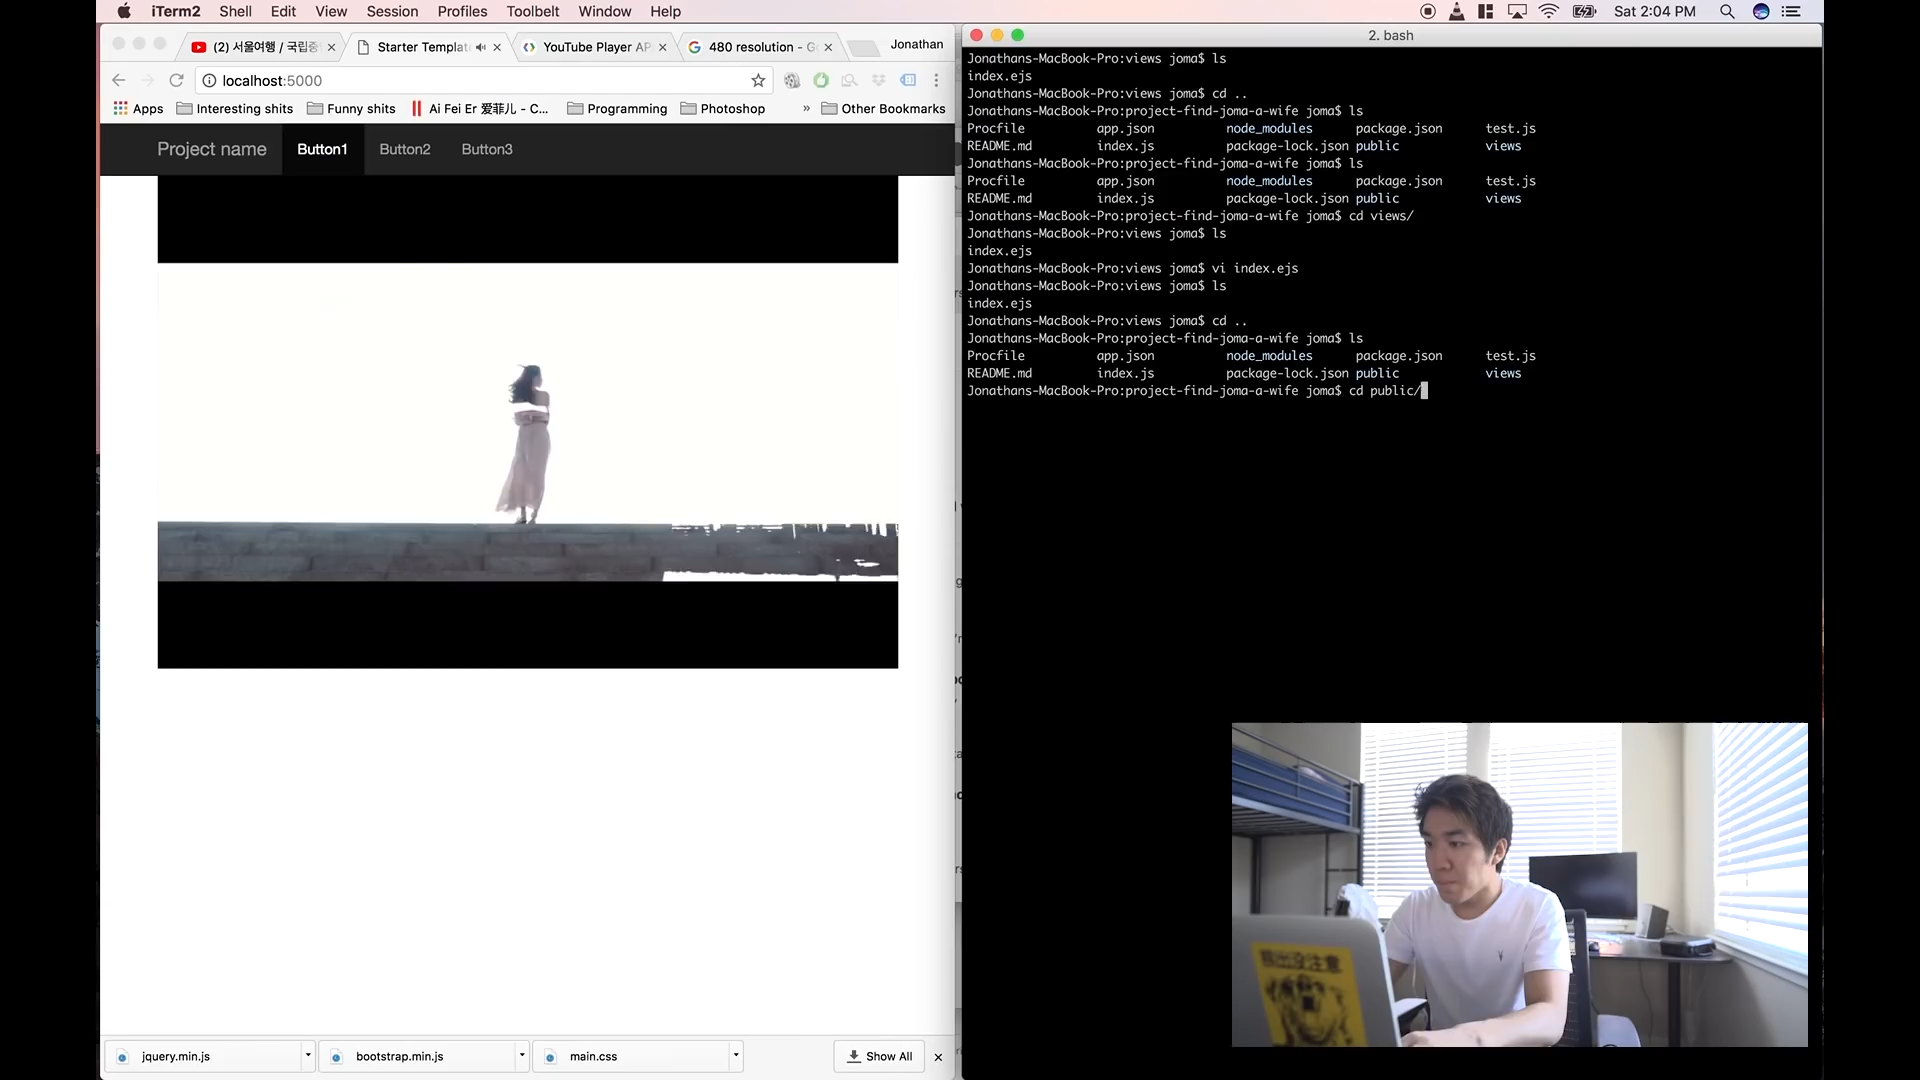 iTerm2 Shell Edit View Session Profiles Toolbelt Window Help
Sat 2:04 PM
(2) 서울여행 / 국립중
Starter Templat
YouTube Player AP
480 resolution - G
Jonathan
localhost:5000
Apps Interesting shits Funny shits Ai Fei Er 爱菲儿 - C... Programming Photoshop » Other Bookmarks
Project name Button1 Button2 Button3
jquery.min.js
bootstrap.min.js
main.css
Show All
2. bash
Jonathans-MacBook-Pro:views joma$ ls
index.ejs
Jonathans-MacBook-Pro:views joma$ cd ..
Jonathans-MacBook-Pro:project-find-joma-a-wife joma$ ls
Procfile app.json node_modules package.json test.js
README.md index.js package-lock.json public views
Jonathans-MacBook-Pro:project-find-joma-a-wife joma$ ls
Procfile app.json node_modules package.json test.js
README.md index.js package-lock.json public views
Jonathans-MacBook-Pro:project-find-joma-a-wife joma$ cd views/
Jonathans-MacBook-Pro:views joma$ ls
index.ejs
Jonathans-MacBook-Pro:views joma$ vi index.ejs
Jonathans-MacBook-Pro:views joma$ ls
index.ejs
Jonathans-MacBook-Pro:views joma$ cd ..
Jonathans-MacBook-Pro:project-find-joma-a-wife joma$ ls
Procfile app.json node_modules package.json test.js
README.md index.js package-lock.json public views
Jonathans-MacBook-Pro:project-find-joma-a-wife joma$ cd public/